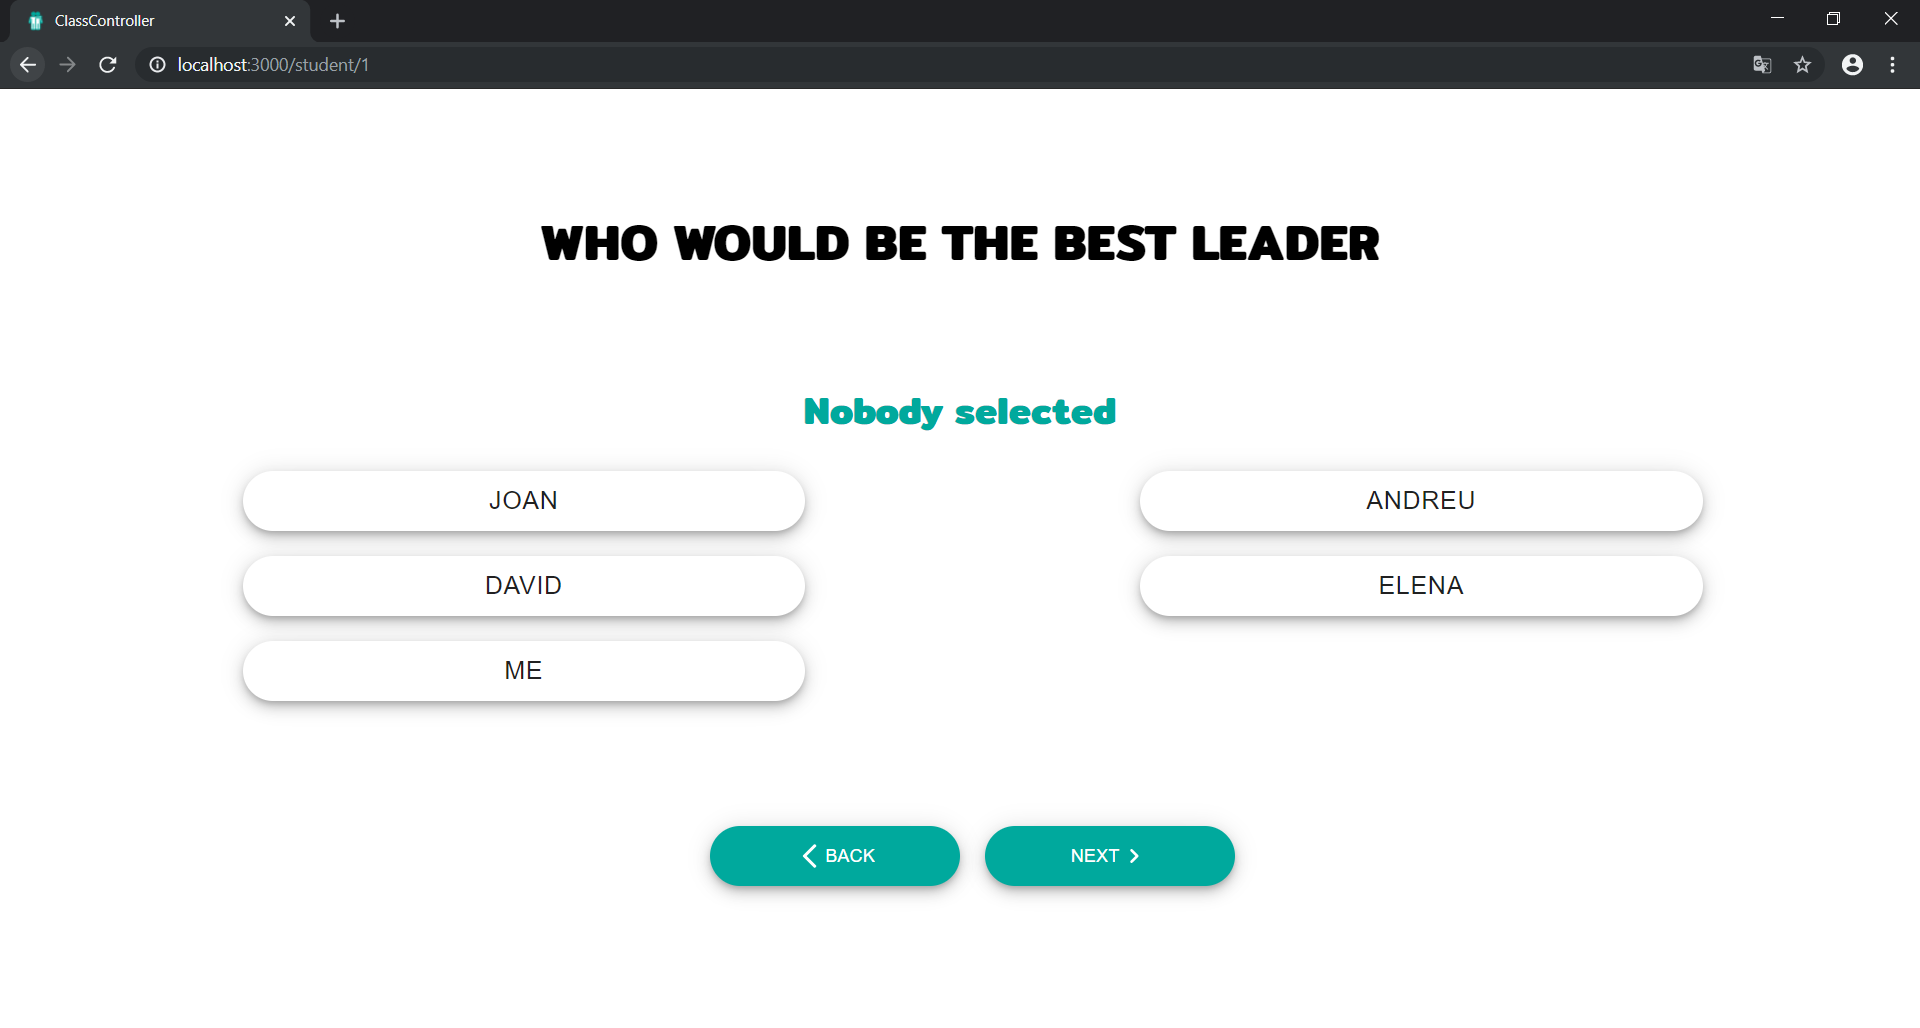 ClassController
localhost:3000/student/1
WHO WOULD BE THE BEST LEADER
Nobody selected
JOAN
ANDREU
DAVID
ELENA
ME
BACK
NEXT